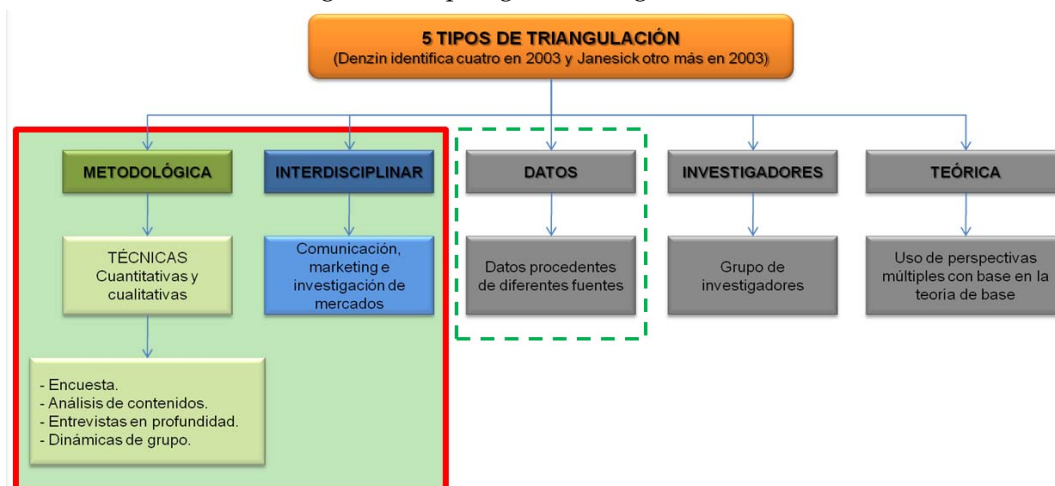 5 TIPOS DE TRIANGULACIÓN
(Denzin identifica cuatro en 2003 y Janesick otro más en 2003)
METODOLÓGICA
INTERDISCIPLINAR
DATOS
INVESTIGADORES
TEÓRICA
TÉCNICAS
Cuantitativas y
cualitativas
Comunicación,
marketing e
investigación de
mercados
Datos procedentes
de diferentes fuentes
Grupo de
investigadores
Uso de perspectivas
múltiples con base en la
teoria de base
- Encuesta.
- Análisis de contenidos.
- Entrevistas en profundidad.
- Dinámicas de grupo.